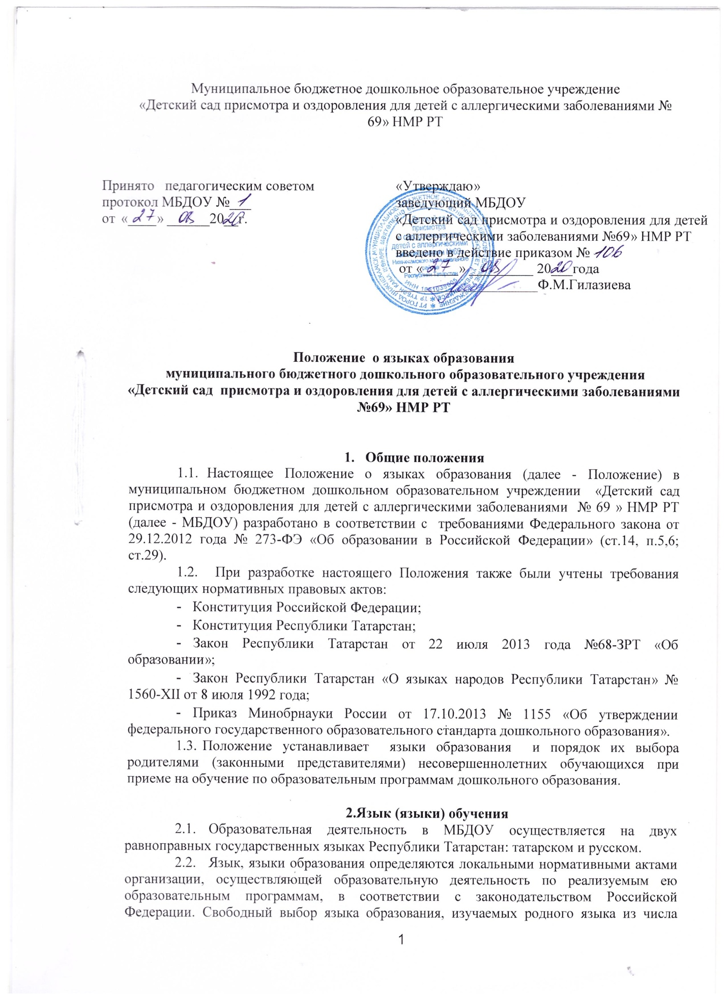 Муниципальное бюджетное дошкольное образовательное учреждение
«Детский сад присмотра и оздоровления для детей с аллергическими заболеваниями №
69» НМР РТ
Принято педагогическим советом
протокол МБДОУ № 1
от «27» 08 2020г.
«Утверждаю»
заведующий МБДОУ
«Детский сад присмотра и оздоровления для детей
с аллергическими заболеваниями №69» НМР РТ
введено в действие приказом № 106
от «27» 08 2020 года
Ф.М.Гилазиева
присмотра
детей с аллергическими
Нижнекамского муниципального
района
Республики Татарстан
Положение о языках образования
муниципального бюджетного дошкольного образовательного учреждения
«Детский сад присмотра и оздоровления для детей с аллергическими заболеваниями
№69» НМР РТ
1. Общие положения
1.1. Настоящее Положение о языках образования (далее - Положение) в
муниципальном бюджетном дошкольном образовательном учреждении «Детский сад
присмотра и оздоровления для детей с аллергическими заболеваниями № 69 » НМР РТ
(далее - МБДОУ) разработано в соответствии с требованиями Федерального закона от
29.12.2012 года № 273-ФЭ «Об образовании в Российской Федерации» (ст.14, п.5,6;
ст.29).
1.2. При разработке настоящего Положения также были учтены требования
следующих нормативных правовых актов:
- Конституция Российской Федерации;
- Конституция Республики Татарстан;
- Закон Республики Татарстан от 22 июля 2013 года №68-ЗРТ «Об
образовании»;
- Закон Республики Татарстан «О языках народов Республики Татарстан» №
1560-XII от 8 июля 1992 года;
- Приказ Минобрнауки России от 17.10.2013 № 1155 «Об утверждении
федерального государственного образовательного стандарта дошкольного образования».
1.3. Положение устанавливает языки образования и порядок их выбора
родителями (законными представителями) несовершеннолетних обучающихся при
приеме на обучение по образовательным программам дошкольного образования.
2.Язык (языки) обучения
2.1. Образовательная деятельность в МБДОУ осуществляется на двух
равноправных государственных языках Республики Татарстан: татарском и русском.
2.2. Язык, языки образования определяются локальными нормативными актами
организации, осуществляющей образовательную деятельность по реализуемым ею
образовательным программам, в соответствии с законодательством Российской
Федерации. Свободный выбор языка образования, изучаемых родного языка из числа
1